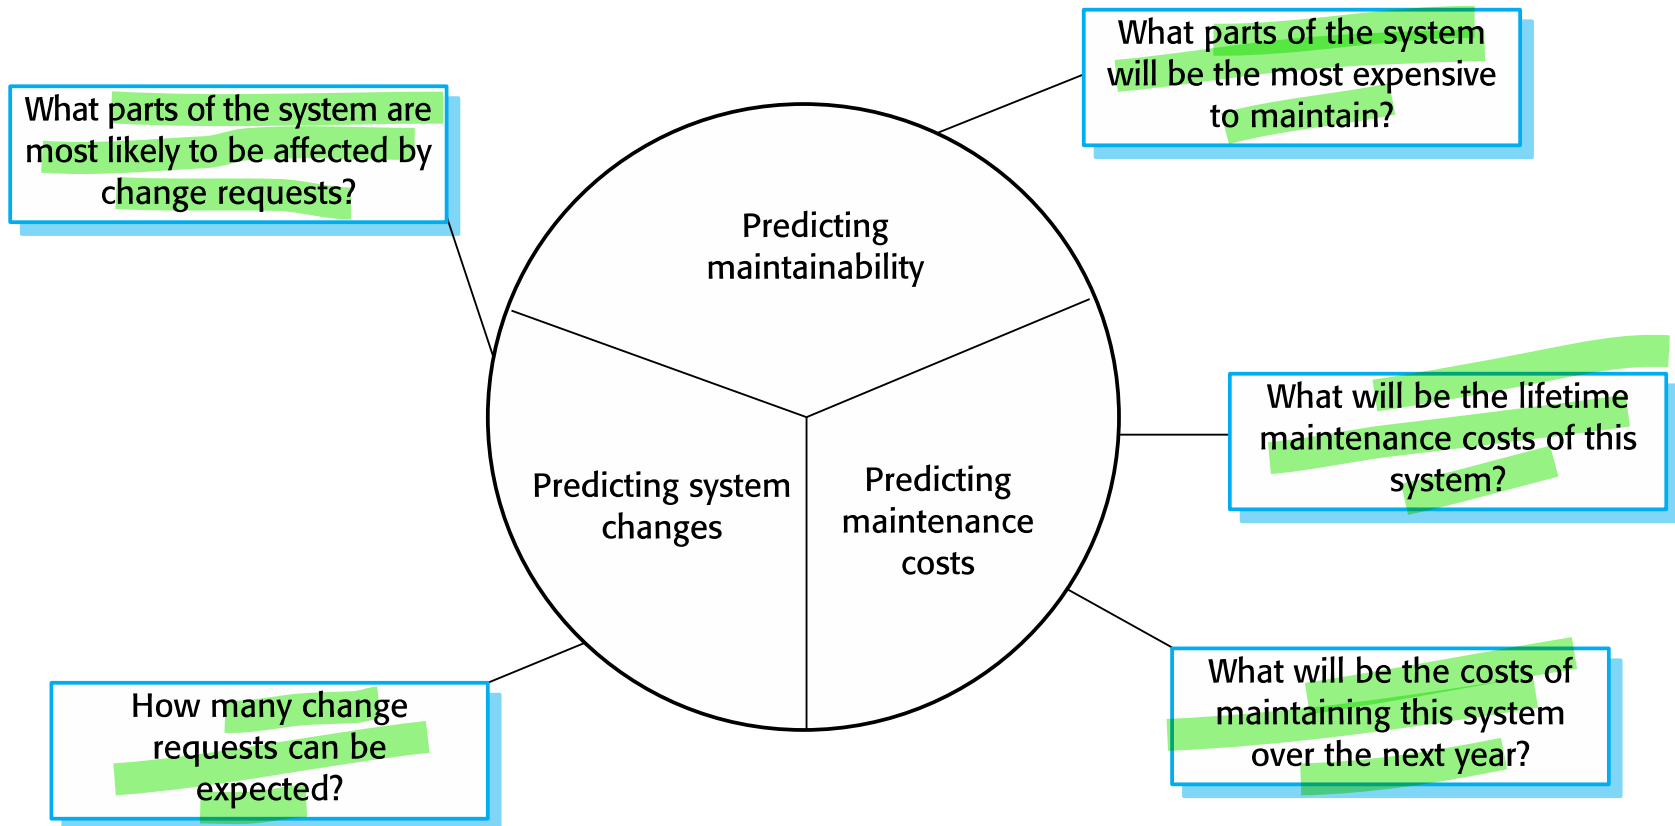 What parts of the system
will be the most expensive
to maintain?
What parts of the system are
most likely to be affected by
change requests?
Predicting
maintainability
What will be the lifetime
maintenance costs of this
system?
Predicting system
changes
Predicting
maintenance
costs
What will be the costs of
maintaining this system
over the next year?
How many change
requests can be
expected?